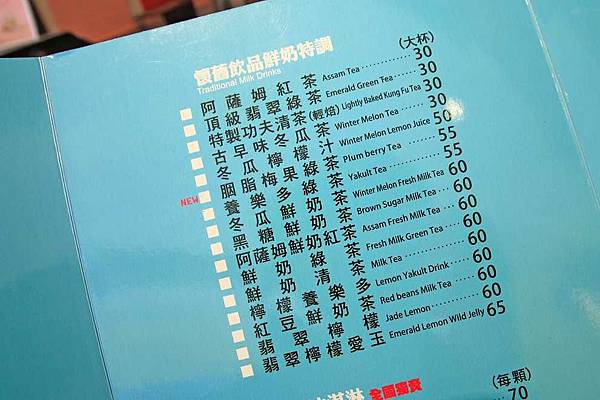 懷舊飲品鮮奶特調 (大杯)
Traditional Milk Drinks
阿薩姆紅茶 Assam Tea 30
頂級翡翠綠茶 Emerald Green Tea 30
特製功夫清茶(輕焙) Lightly Baked Kung Fu Tea 30
古早味冬瓜茶 Winter Melon Tea 30
冬瓜檸檬汁 Winter Melon Lemon Juice 50
胭脂梅果綠茶 Plum berry Tea 55
NEW 養樂多綠茶 Yakult Tea 55
冬瓜鮮奶茶 Winter Melon Fresh Milk Tea 60
黑糖鮮奶茶 Brown Sugar Milk Tea 60
阿薩姆鮮奶紅茶 Assam Fresh Milk Tea 60
鮮奶綠茶 Fresh Milk Green Tea 60
鮮奶清茶 Milk Tea 60
檸檬養樂多 Lemon Yakult Drink 60
紅豆鮮奶茶 Red beans Milk Tea 60
翡翠檸檬 Jade Lemon 60
翡翠檸檬愛玉 Emerald Lemon Wild Jelly 65
淇淋 全國獨賣 (每顆)
70